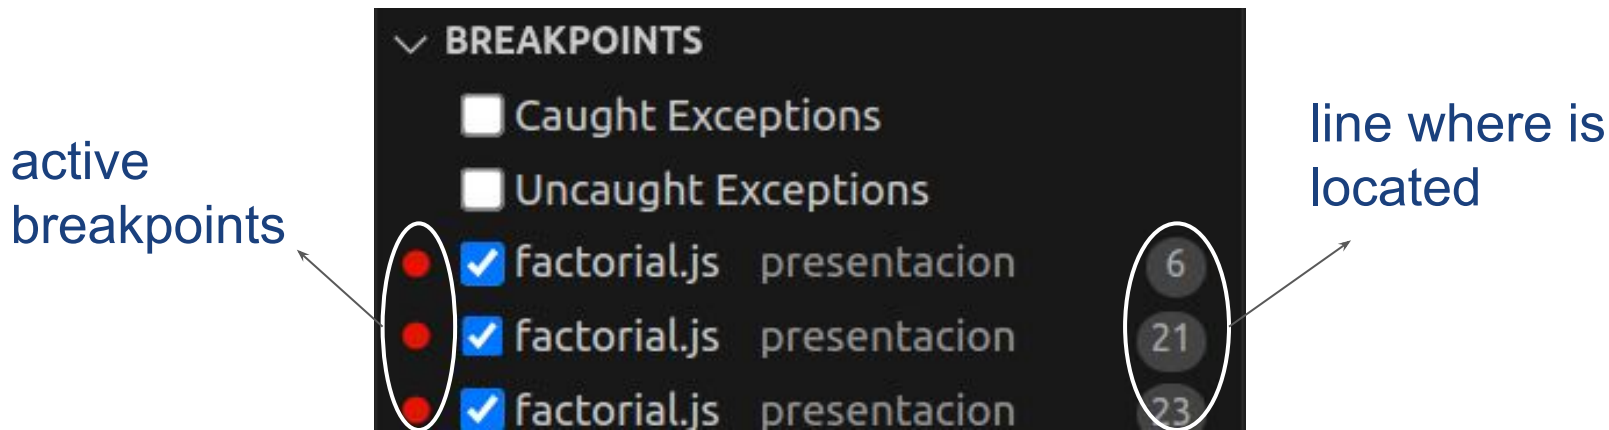 BREAKPOINTS
Caught Exceptions
Uncaught Exceptions
factorial.js presentacion 6
factorial.js presentacion 21
factorial.js presentacion 23
active
breakpoints
line where is
located